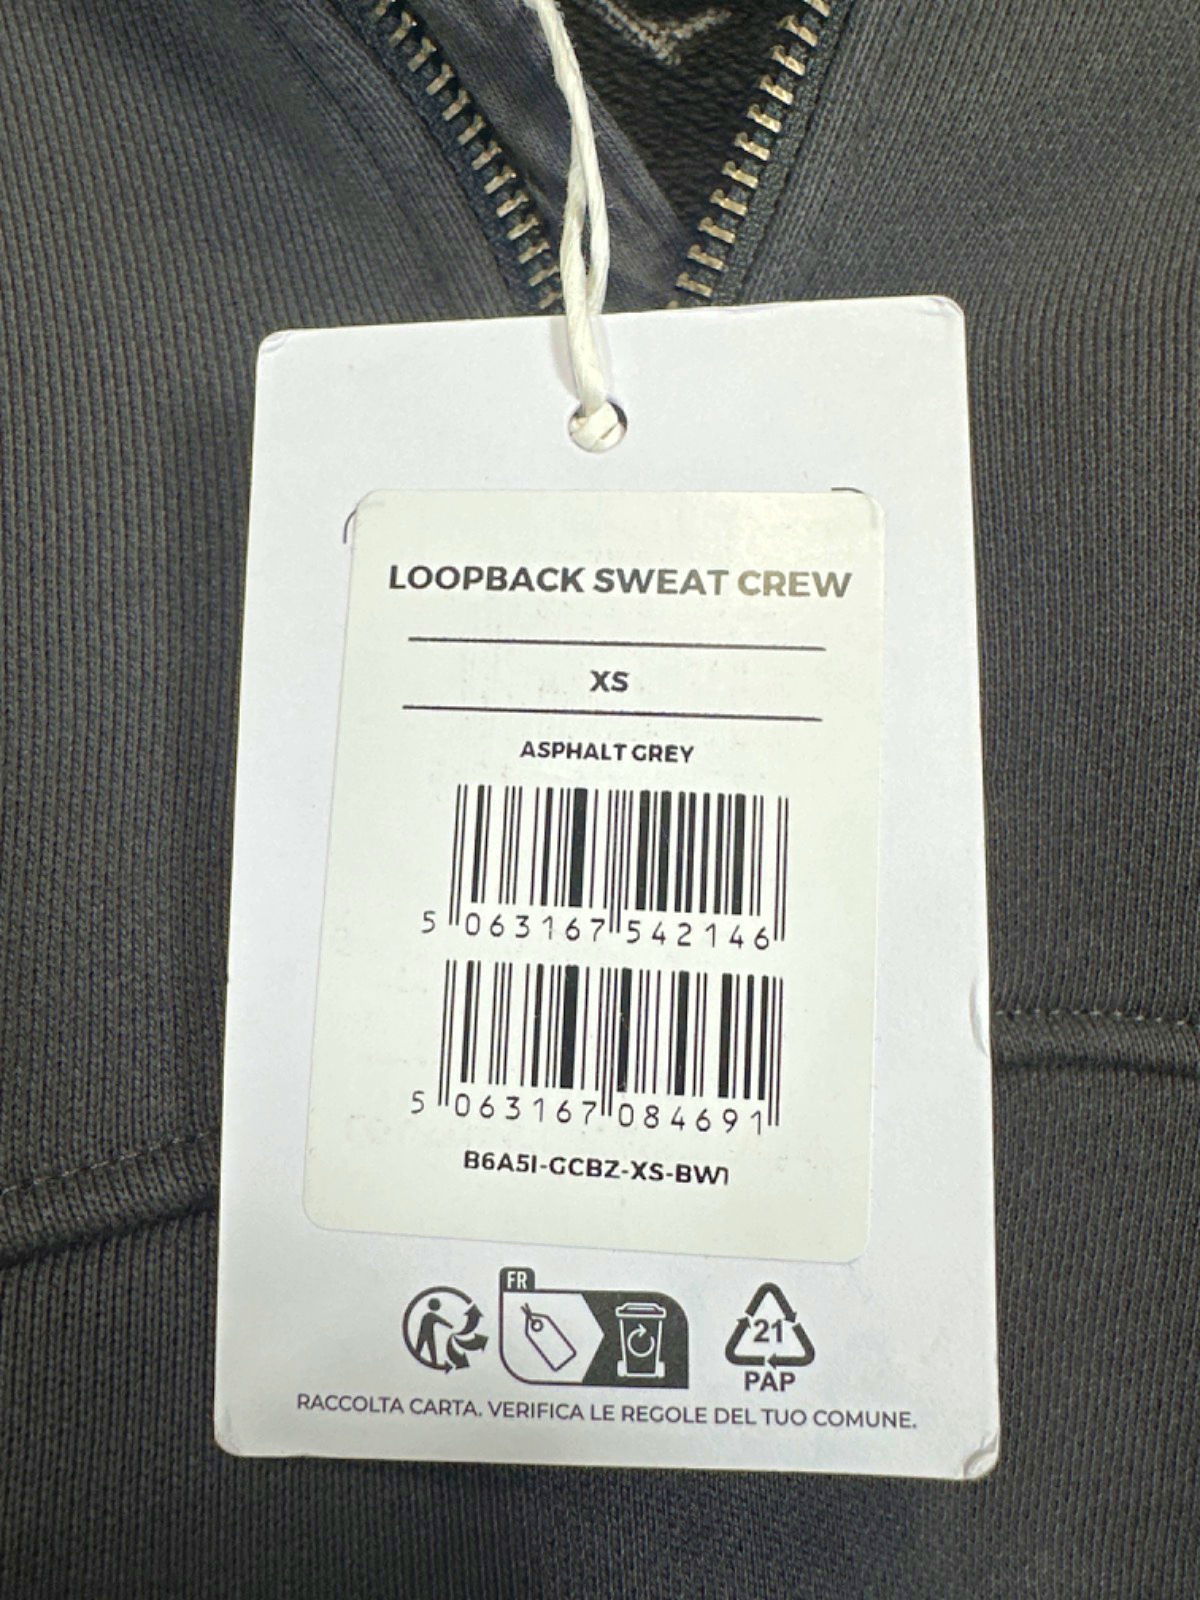 LOOPBACK SWEAT CREW
XS
ASPHALT GREY
5 063167 542146
5 063167 084691
B6A5I-GCBZ-XS-BW1
FR
21
PAP
RACCOLTA CARTA. VERIFICA LE REGOLE DEL TUO COMUNE.